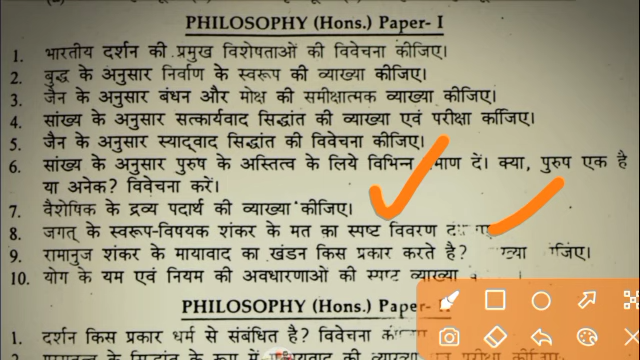 PHILOSOPHY (Hons.) Paper- I
1. भारतीय दर्शन की प्रमुख विशेषताओं की विवेचना कीजिए।
2. बुद्ध के अनुसार निर्वाण के स्वरूप की व्याख्या कीजिए।
3. जैन के अनुसार बंधन और मोक्ष की समीक्षात्मक व्याख्या कीजिए।
4. सांख्य के अनुसार सत्कार्यवाद सिद्धांत की व्याख्या एवं परीक्षा कीजिए।
5. जैन के अनुसार स्याद्वाद सिद्धांत की विवेचना कीजिए।
6. सांख्य के अनुसार पुरुष के अस्तित्व के लिये विभिन्न दें। क्या, पुरुष एक है
या अनेक? विवेचना करें।
7. वैशेषिक के द्रव्य पदार्थ की व्याख्या कीजिए।
8. जगत् के स्वरूप-विषयक शंकर के मत का स्पष्ट विवरण
9. रामानुज शंकर के मायावाद का खंडन किस प्रकार करते है?
10. योग के यम एवं नियम की अवधारणाओं की स्पष्ट व्याख्या
PHILOSOPHY (Hons.) Paper-
1. दर्शन किस प्रकार धर्म से संबंधित है? विवेचना
2. के सिद्धांत के रूप में की व्याख्या